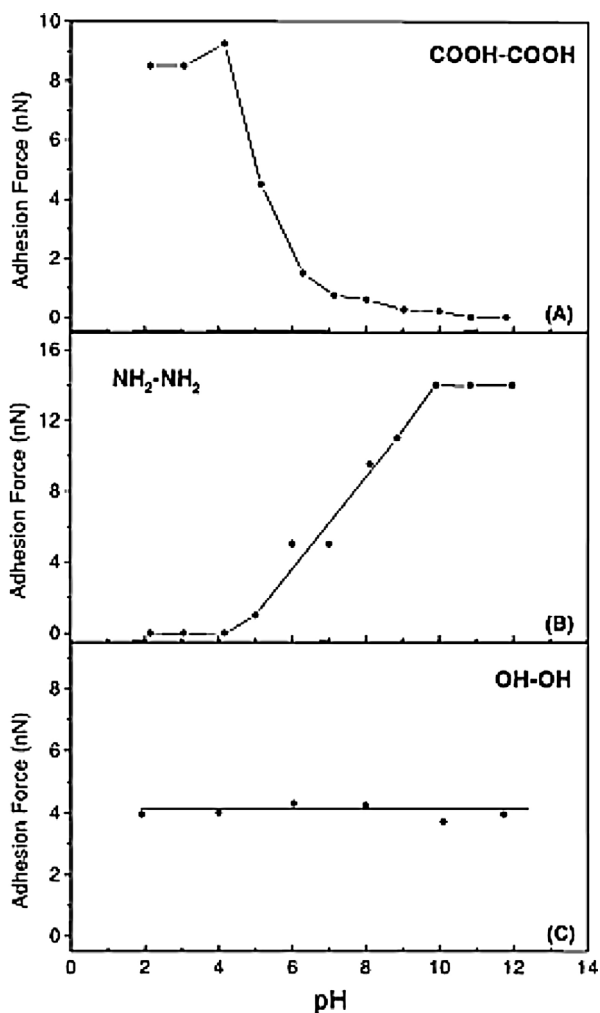 10
8
6
4
2
0
Adhesion Force (nN)
COOH-COOH
(A)
16
12
8
4
0
Adhesion Force (nN)
NH₂-NH₂
(B)
8
6
4
2
0
Adhesion Force (nN)
OH-OH
(C)
0 2 4 6 8 10 12 14
pH